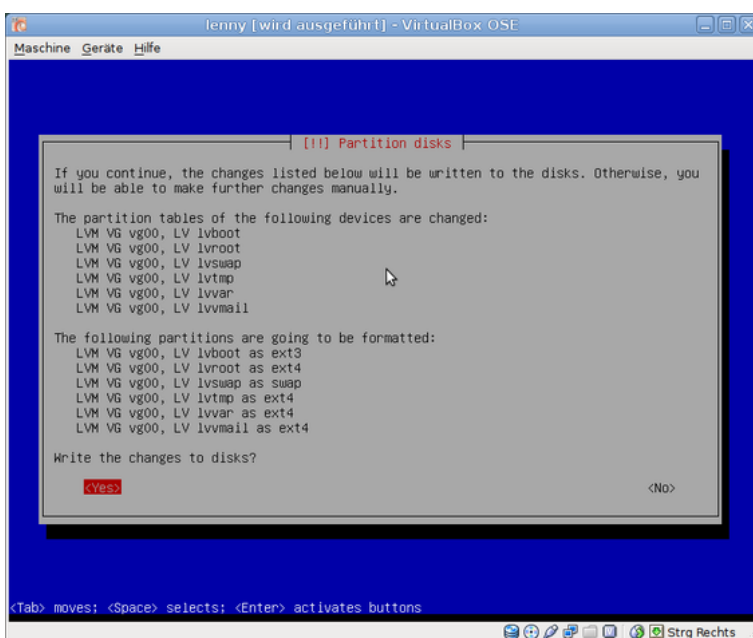 lenny [wird ausgeführt] - VirtualBox OSE
Maschine Geräte Hilfe
[!!] Partition disks
If you continue, the changes listed below will be written to the disks. Otherwise, you
will be able to make further changes manually.
The partition tables of the following devices are changed:
LVM VG vg00, LV lvboot
LVM VG vg00, LV lvroot
LVM VG vg00, LV lvswap
LVM VG vg00, LV lvtmp
LVM VG vg00, LV lvvar
LVM VG vg00, LV lvvmail
The following partitions are going to be formatted:
LVM VG vg00, LV lvboot as ext3
LVM VG vg00, LV lvroot as ext4
LVM VG vg00, LV lvswap as swap
LVM VG vg00, LV lvtmp as ext4
LVM VG vg00, LV lvvar as ext4
LVM VG vg00, LV lvvmail as ext4
Write the changes to disks?
<Yes> <No>
<Tab> moves; <Space> selects; <Enter> activates buttons
Strg Rechts